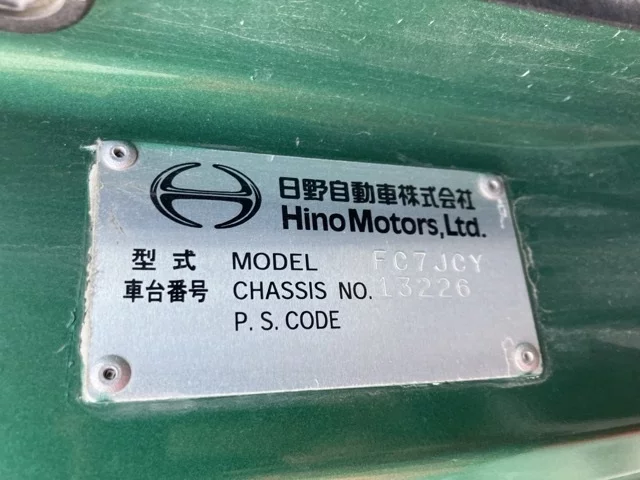 日野自動車株式会社
Hino Motors, Ltd.
型式 MODEL FC7JCY
車台番号 CHASSIS NO. 13226
P.S. CODE